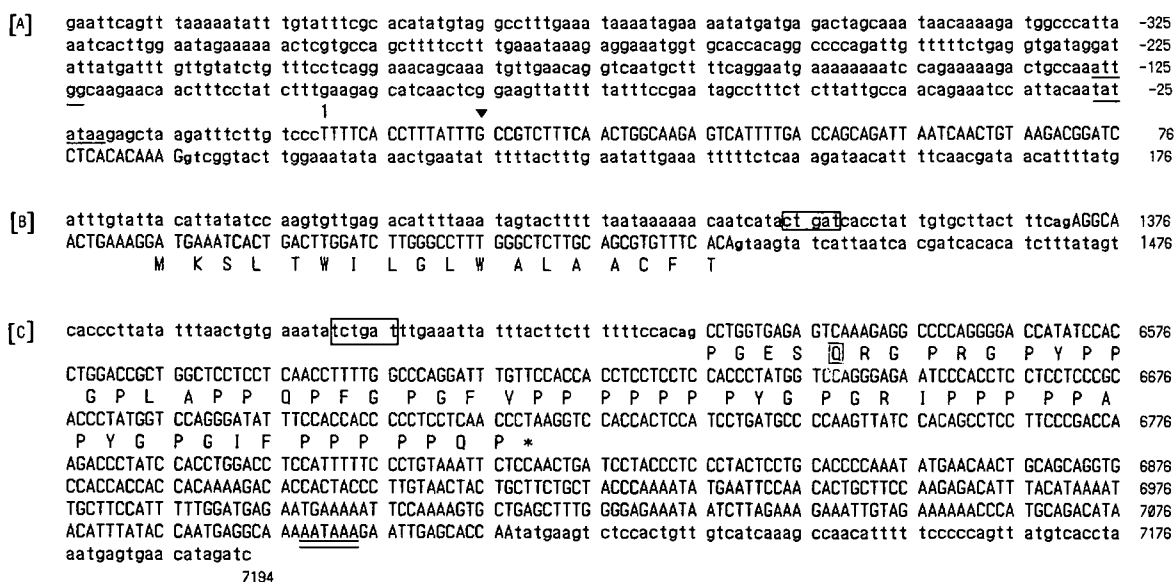 [A] gaattcagtt taaaaatatt tgtatttcgc acatatgtag gcctttgaaa taaaatagaa aatatgatga gactagcaaa taacaaaaga tggcccatta -325
aatcacttgg aatagaaaaa actcgtgcca gcttttcctt tgaaataaag aggaaatggt gcaccacagg ccccagattg tttttctgag gtgataggat -225
attatgattt gttgtatctg tttcctcagg aaacagcaaa tgttgaacag gtcaatgctt ttcaggaatg aaaaaaaatc cagaaaaaga ctgccaaatt -125
ggcaagaaca actttcctat ctttgaagag catcaactcg gaagttattt tatttccgaa tagcctttct cttattgcca acagaaatcc attacaatat -25
1 ▼
ataagagcta aagatttcttg tcccTTTTCA CCTTTATTTG CCGTCTTTCA ACTGGCAAGA GTCATTTTGA CCAGCAGATT AATCAACTGT AAGACGGATC 76
CTCACACAAA Ggtcggtact tggaaatata aactgaatat ttttactttg aatattgaaa tttttctcaa aagataacatt ttcaacgata acattttatg 176
[B] atttgtatta cattatatcc aagtgttgag acattttaaa tagtactttt taataaaaaa caatcatact gatcacctat tgtgcttact ttcagAGGCA 1376
ACTGAAAGGA TGAAATCACT GACTTGGATC TTGGGCCTTT GGGCTCTTGC AGCGTGTTTC ACAgtaagta tcattaatca cgatcacaca tctttatagt 1476
M K S L T W I L G L W A L A A C F T
[C] cacccttata tttaactgtg aaatatctga tttgaaatta tttacttctt tttttccacag CCTGGTGAGA GTCAAAGAGG CCCCAGGGGA CCATATCCAC 6576
P G E S Q R G P R G P Y P P
CTGGACCGCT GGCTCCTCCT CAACCTTTTG GCCCAGGATT TGTTCCACCA CCTCCTCCTC CACCCTATGG TCCAGGGAGA ATCCCACCTC CTCCTCCCGC 6676
G P L A P P Q P F G P G F V P P P P P P Y G P G R I P P P P P A
ACCCTATGGT CCAGGGATAT TTCCACCACC CCCTCCTCAA CCCTAAGGTC CACCACTCCA TCCTGATGCC CCAAGTTATC CACAGCCTCC TTCCCGACCA 6776
P Y G P G I F P P P P P Q P *
AGACCCTATC CACCTGGACC TCCATTTTTC CCTGTAAATT CTCCAACTGA TCCTACCCTC CCTACTCCTG CACCCCAAAT ATGAACAACT GCAGCAGGTG 6876
CCACCACCAC CACAAAAGAC ACCACTACCC TTGTAACTAC TGCTTCTGCT ACCCAAAATA TGAATTCCAA CACTGCTTCC AAGAGACATT TACATAAAAT 6976
TGCTTCCATT TTTGGATGAG AATGAAAAAT TCCAAAAGTG CTGAGCTTTG GGGAGAAATA ATCTTAGAAA GAAATTGTAG AAAAAACCCA TGCAGACATA 7076
ACATTTATAC CAATGAGGCA AAAATAAAGA ATTGAGCACC AAtatgaagt ctccactgtt gtcatcaaag ccaacatttt tcccccagtt atgtcaccta 7176
aatgagtgaa catagatc
7194